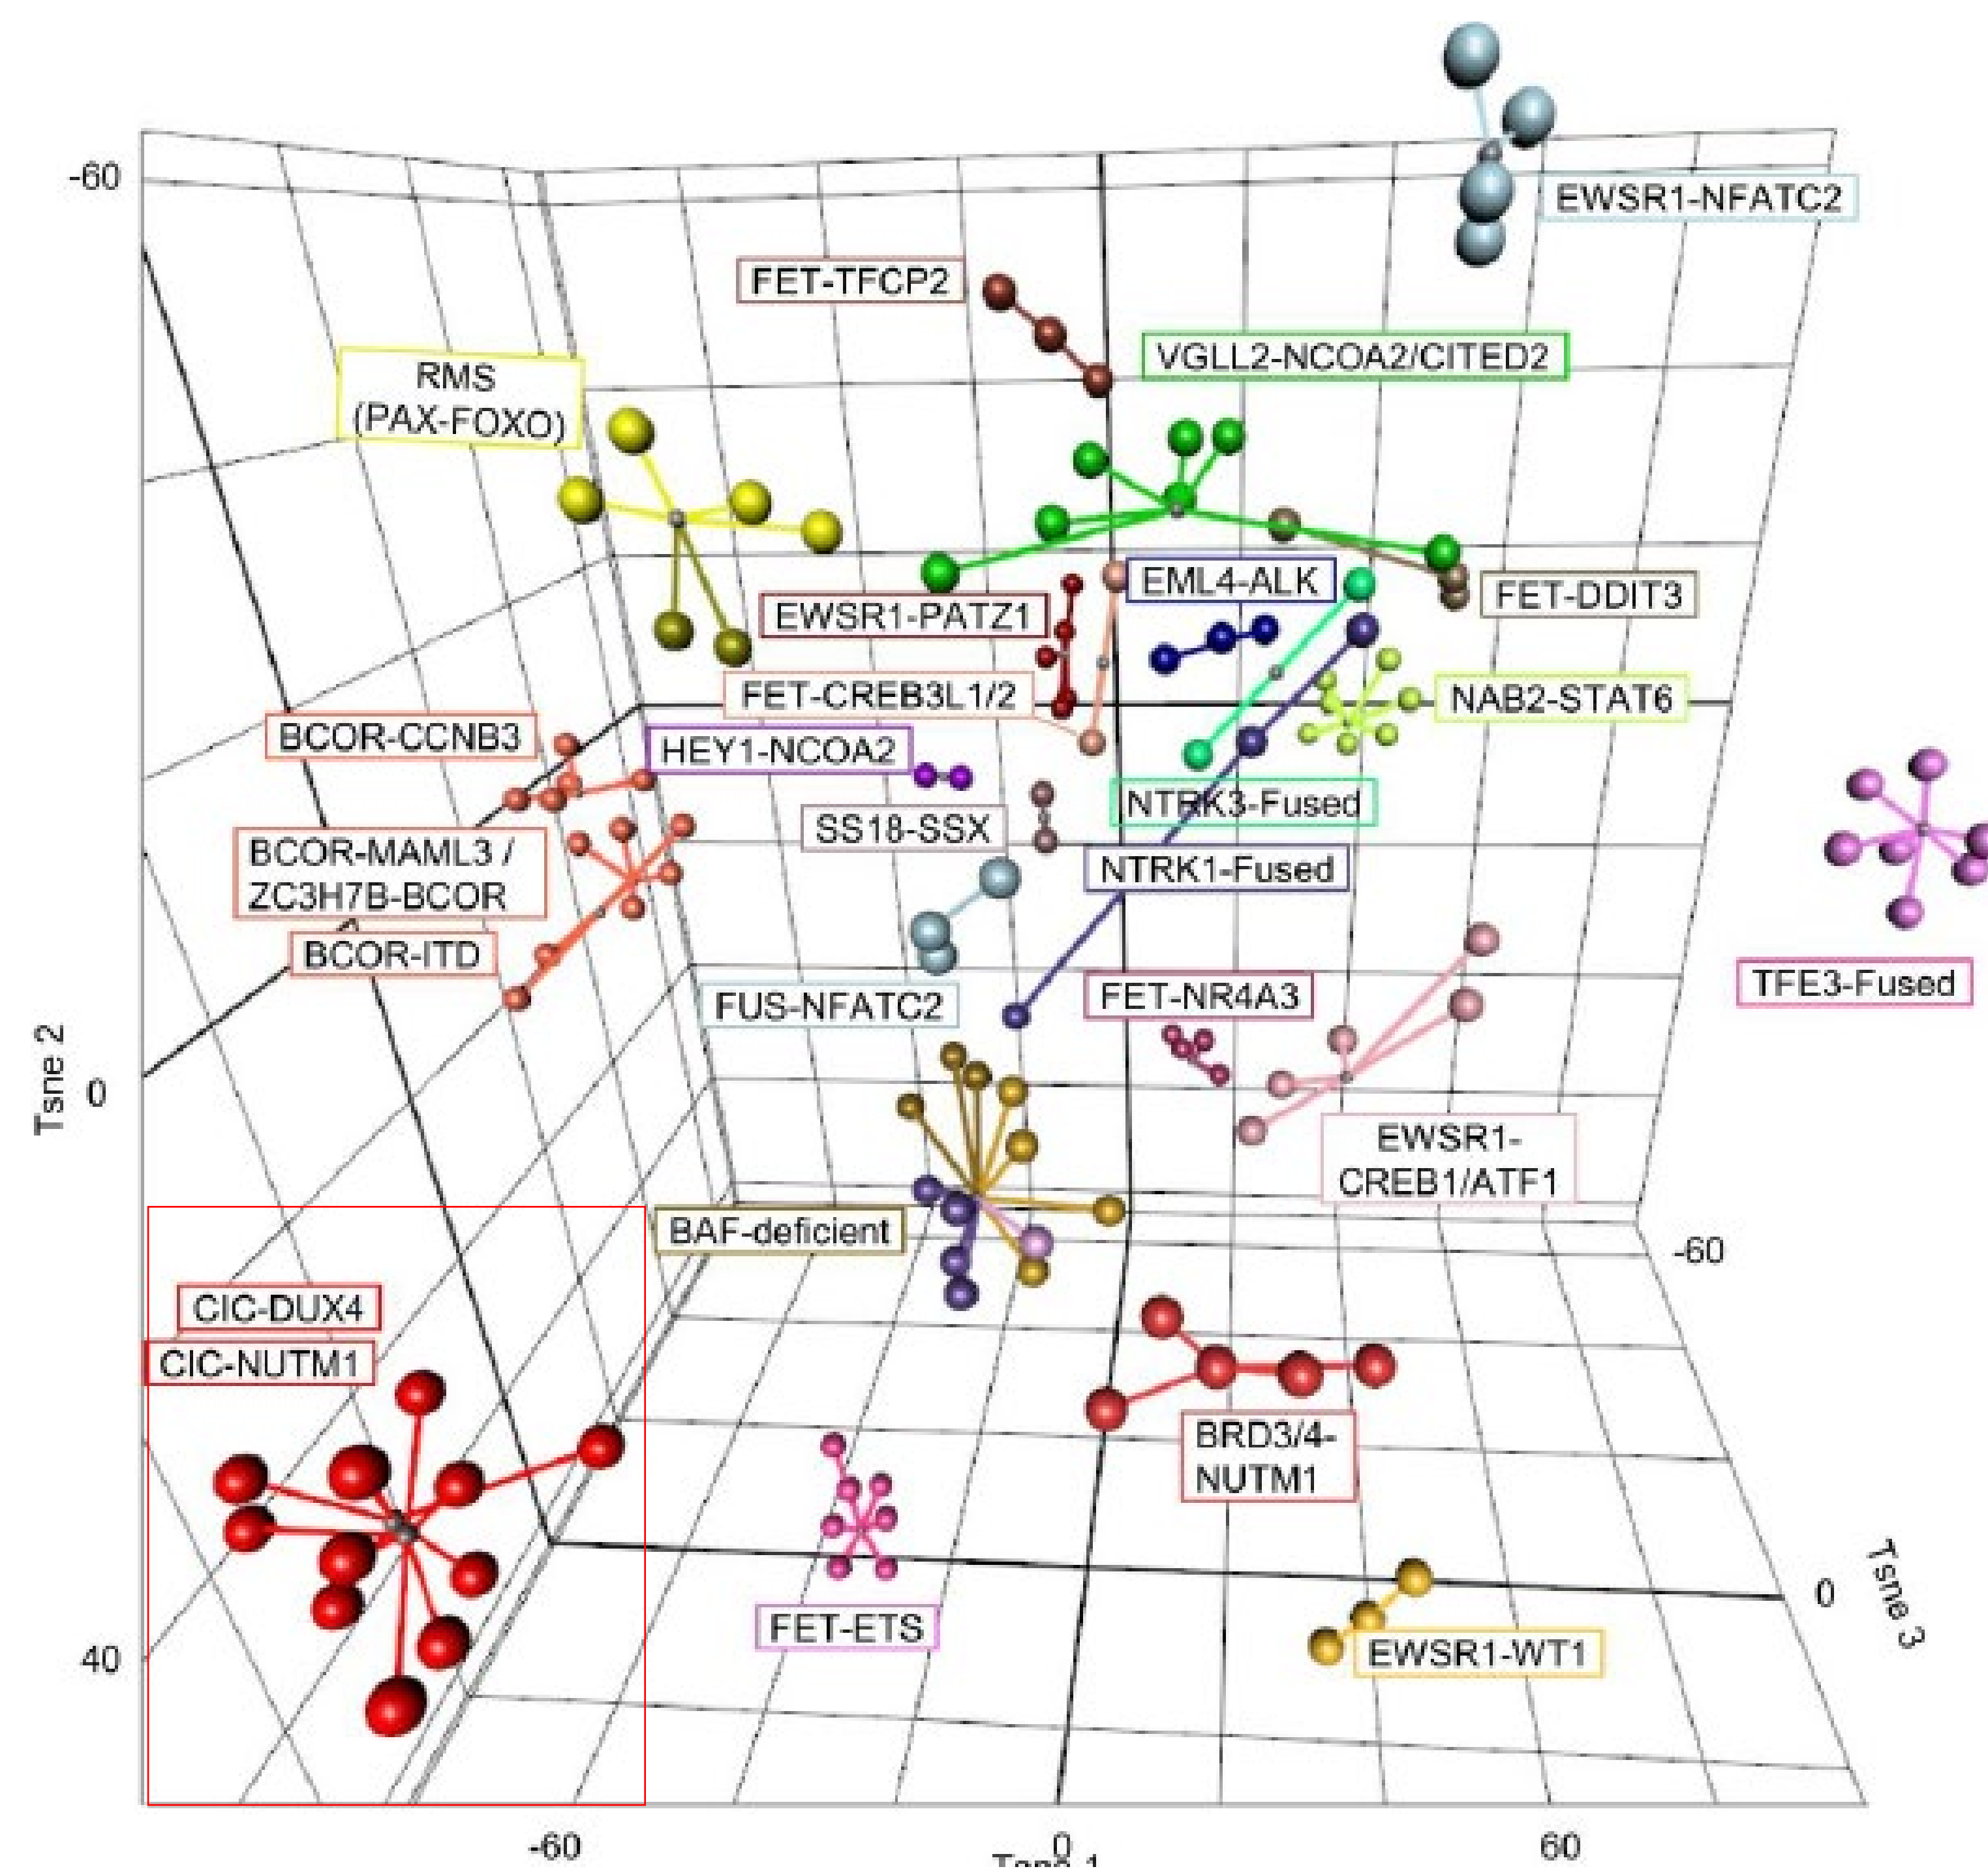 -60
EWSR1-NFATC2
FET-TFCP2
VGLL2-NCOA2/CITED2
RMS
(PAX-FOXO)
EML4-ALK
FET-DDIT3
EWSR1-PATZ1
FET-CREB3L1/2
NAB2-STAT6
BCOR-CCNB3
HEY1-NCOA2
NTRK3-Fused
SS18-SSX
BCOR-MAML3 /
ZC3H7B-BCOR
NTRK1-Fused
BCOR-ITD
TFE3-Fused
FUS-NFATC2
FET-NR4A3
Tsne 2
0
EWSR1-
CREB1/ATF1
BAF-deficient
-60
CIC-DUX4
CIC-NUTM1
BRD3/4-
NUTM1
Tsne 3
0
FET-ETS
EWSR1-WT1
40
-60
0
60
Tsne 1